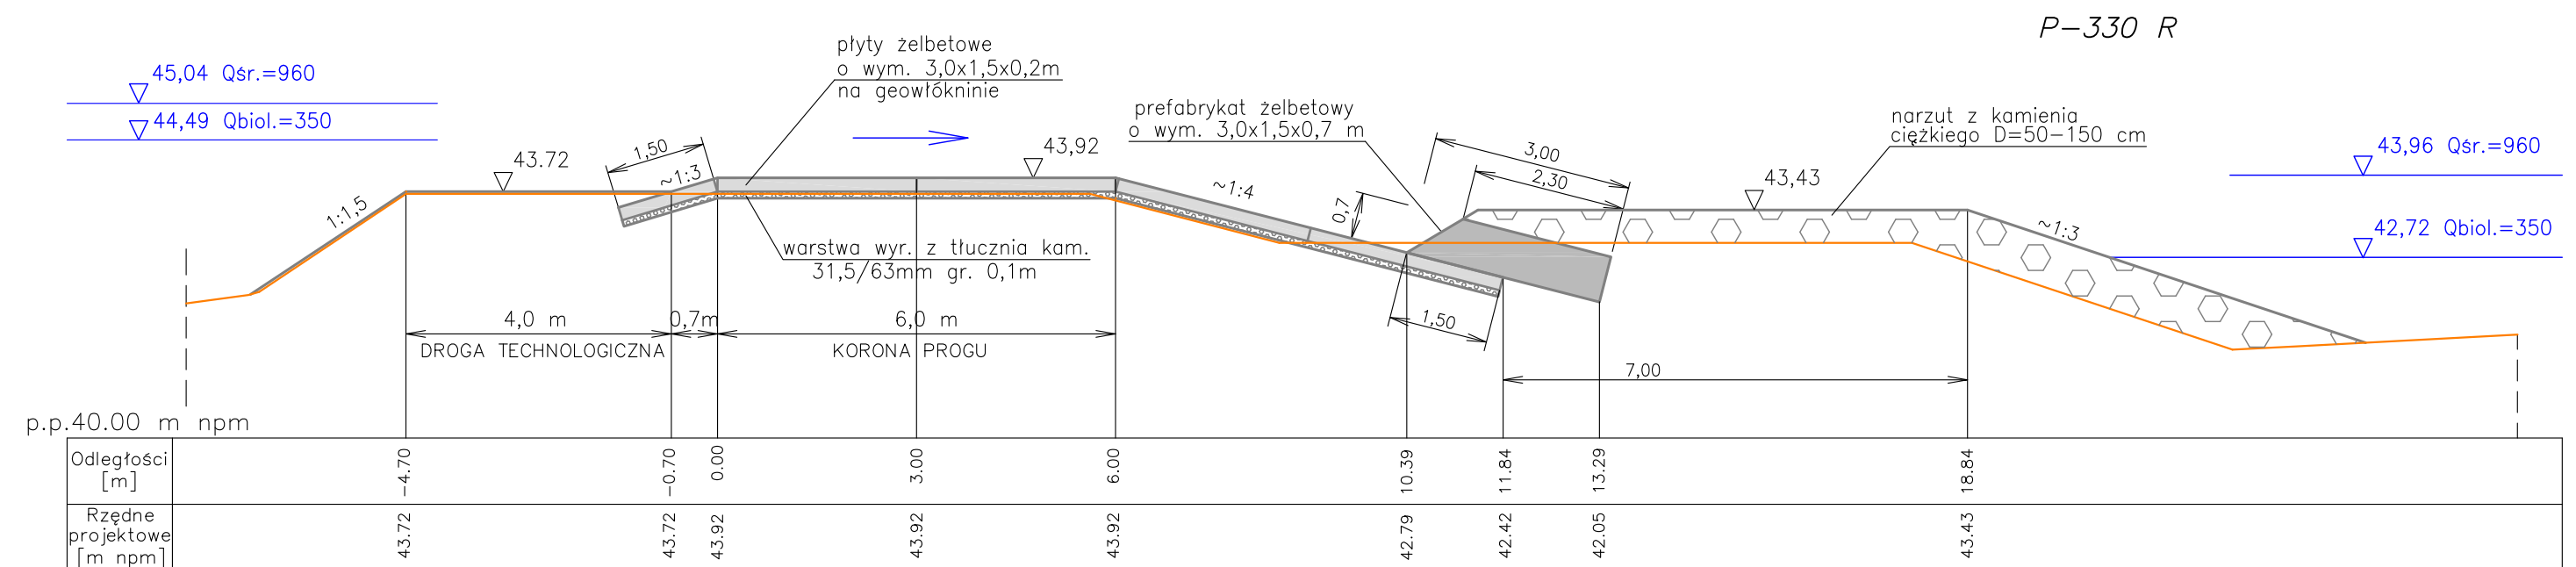 P-330 R
płyty żelbetowe
o wym. 3,0x1,5x0,2m
na geowłókninie
45,04 Qśr.=960
44,49 Qbiol.=350
prefabrykat żelbetowy
o wym. 3,0x1,5x0,7 m
narzut z kamienia
ciężkiego D=50-150 cm
43,96 Qśr.=960
42,72 Qbiol.=350
1,50
43.72
~1:3
43,92
3,00
2,30
43,43
~1:4
0,7
1:1,5
~1:3
warstwa wyr. z tłucznia kam.
31,5/63mm gr. 0,1m
4,0 m
0,7m
6,0 m
1,50
DROGA TECHNOLOGICZNA
KORONA PROGU
7,00
p.p.40.00 m npm
Odległości
[m]
-4.70
-0.70
0.00
3.00
6.00
10.39
11.84
13.29
18.84
Rzędne
projektowe
[m npm]
43.72
43.72
43.92
43.92
43.92
42.79
42.42
42.05
43.43